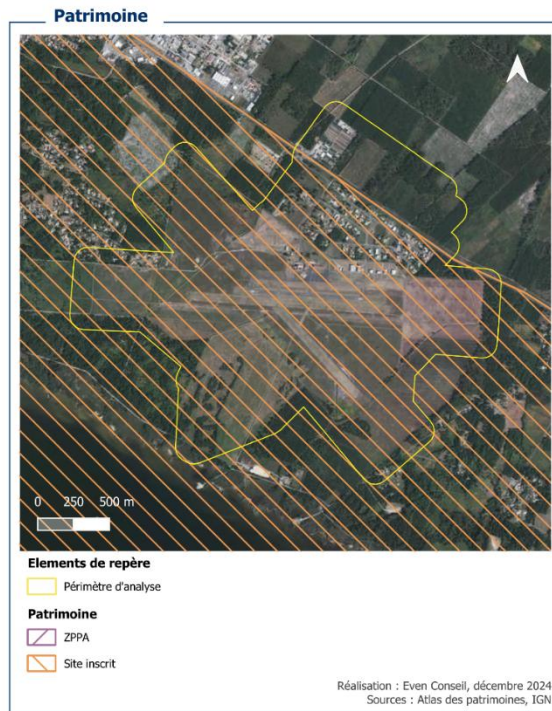 Patrimoine
0 250 500 m
Elements de repère
Périmètre d'analyse
Patrimoine
ZPPA
Site inscrit
Réalisation : Even Conseil, décembre 2024
Sources : Atlas des patrimoines, IGN